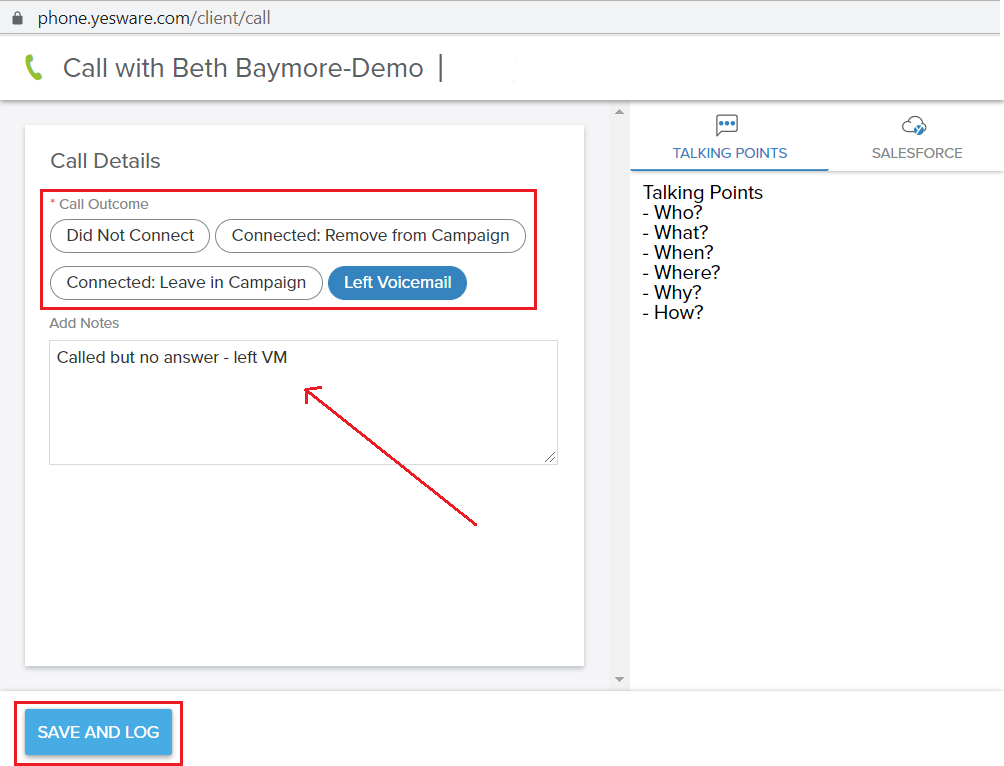 phone.yesware.com/client/call
Call with Beth Baymore-Demo |
Call Details
* Call Outcome
Did Not Connect
Connected: Remove from Campaign
Connected: Leave in Campaign
Left Voicemail
Add Notes
Called but no answer - left VM
SAVE AND LOG
TALKING POINTS
SALESFORCE
Talking Points
- Who?
- What?
- When?
- Where?
- Why?
- How?